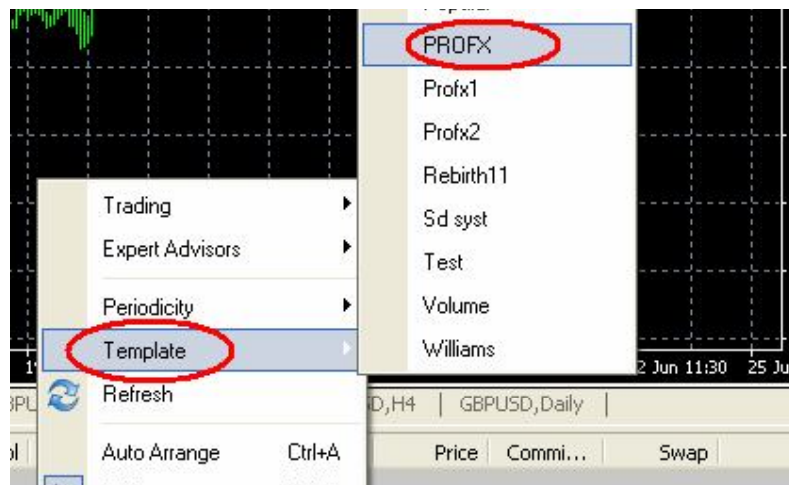 PROFX
Profx1
Profx2
Rebirth11
Sd syst
Test
Volume
Williams
Trading
Expert Advisors
Periodicity
Template
Refresh
Auto Arrange Ctrl+A
Jun 11:30 25
D,H4 | GBPUSD,Daily |
Price Commi... Swap